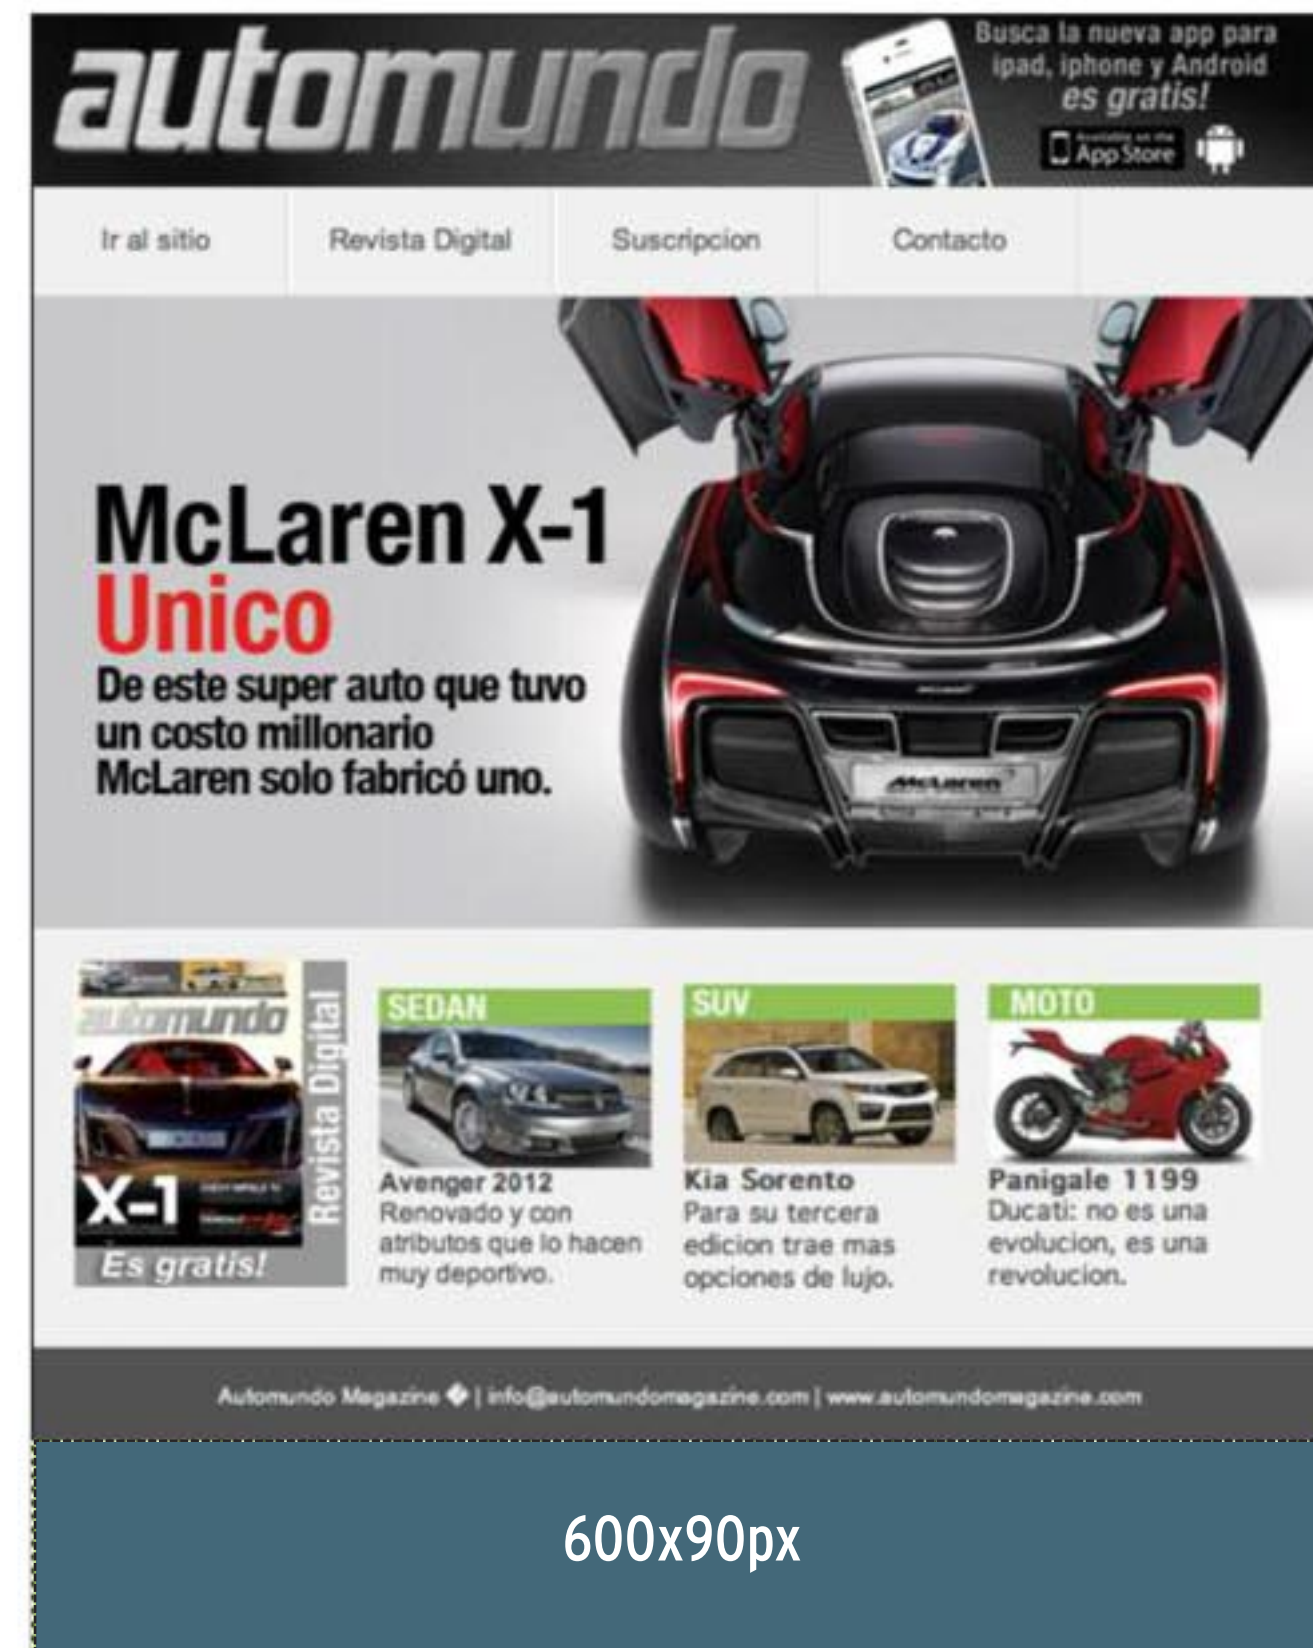 automundo
Busca la nueva app para
ipad, iphone y Android
es gratis!
Available on the
App Store
Ir al sitio
Revista Digital
Suscripcion
Contacto
McLaren X-1
Unico
De este super auto que tuvo
un costo millonario
McLaren solo fabricó uno.
McLaren
automundo
X-1
Es gratis!
Revista Digital
SEDAN
Avenger 2012
Renovado y con
atributos que lo hacen
muy deportivo.
SUV
Kia Sorento
Para su tercera
edicion trae mas
opciones de lujo.
MOTO
Panigale 1199
Ducati: no es una
evolucion, es una
revolucion.
Automundo Magazine � | info@automundomagazine.com | www.automundomagazine.com
600x90px